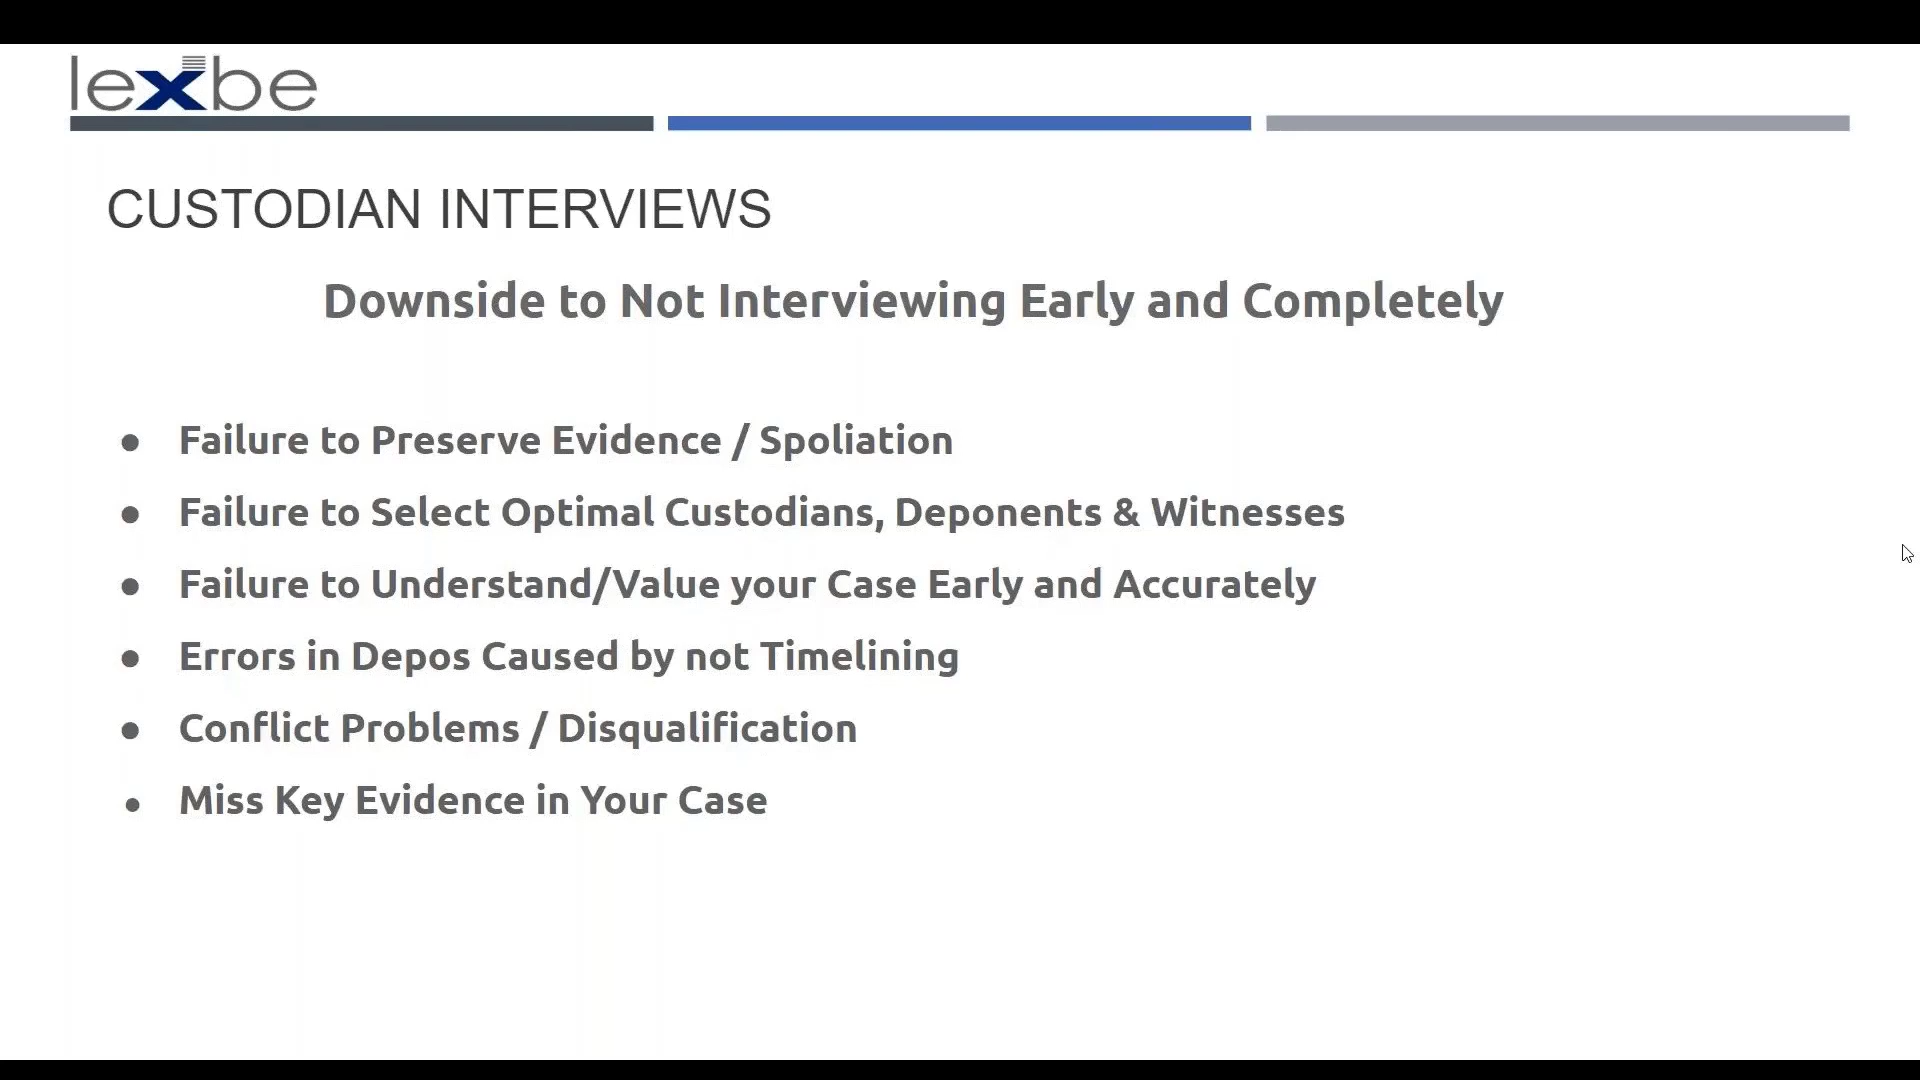 lexbe
CUSTODIAN INTERVIEWS
Downside to Not Interviewing Early and Completely
● Failure to Preserve Evidence / Spoliation
● Failure to Select Optimal Custodians, Deponents & Witnesses
● Failure to Understand/Value your Case Early and Accurately
● Errors in Depos Caused by not Timelining
● Conflict Problems / Disqualification
● Miss Key Evidence in Your Case